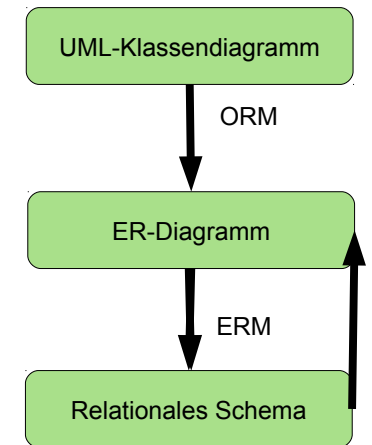 UML-Klassendiagramm
ORM
ER-Diagramm
ERM
Relationales Schema